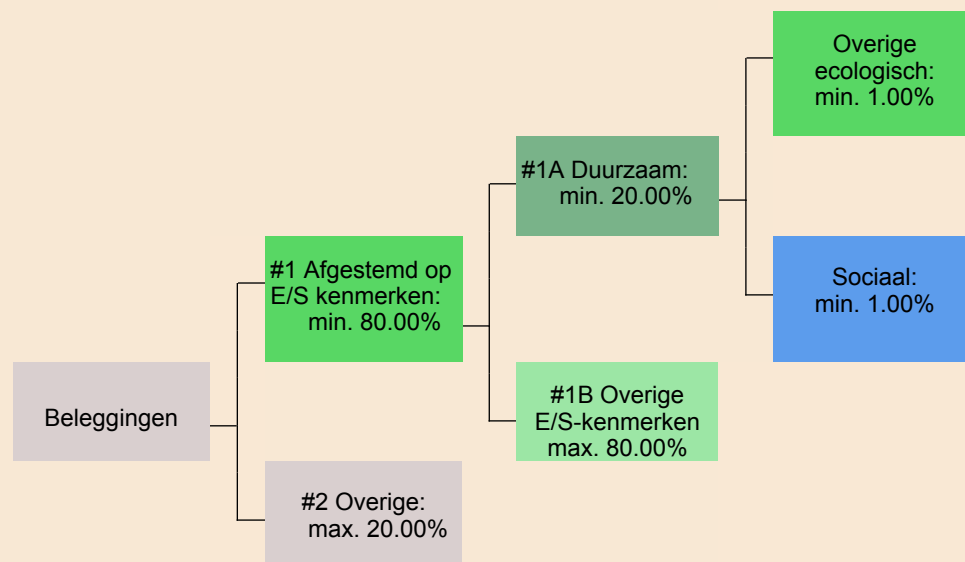 Beleggingen
#1 Afgestemd op
E/S kenmerken:
min. 80.00%
#2 Overige:
max. 20.00%
#1A Duurzaam:
min. 20.00%
#1B Overige
E/S-kenmerken
max. 80.00%
Overige
ecologisch:
min. 1.00%
Sociaal:
min. 1.00%